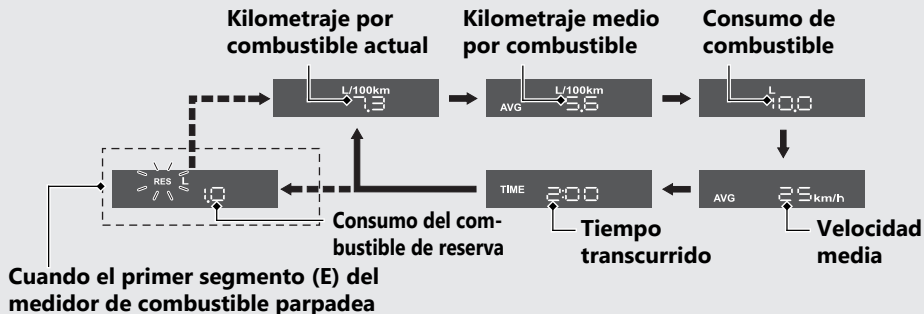 Kilometraje por
combustible actual
Kilometraje medio
por combustible
Consumo de
combustible
L/100km
7.3
L/100km
AVG 5.6
L
10.0
RES L
1.0
TIME 2:00
AVG 25 km/h
Consumo del com-
bustible de reserva
Tiempo
transcurrido
Velocidad
media
Cuando el primer segmento (E) del
medidor de combustible parpadea